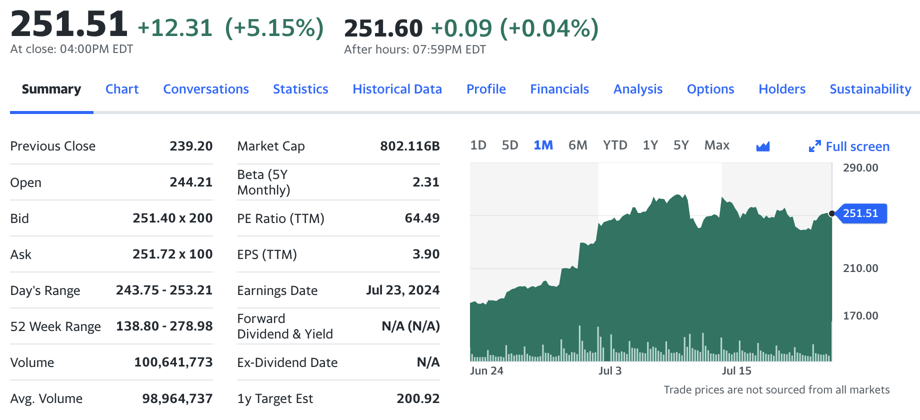 251.51 +12.31 (+5.15%) 251.60 +0.09 (+0.04%)
At close: 04:00PM EDT After hours: 07:59PM EDT
Summary Chart Conversations Statistics Historical Data Profile Financials Analysis Options Holders Sustainability
Previous Close 239.20
Open 244.21
Bid 251.40 x 200
Ask 251.72 x 100
Day's Range 243.75 - 253.21
52 Week Range 138.80 - 278.98
Volume 100,641,773
Avg. Volume 98,964,737
Market Cap 802.116B
Beta (5Y
Monthly) 2.31
PE Ratio (TTM) 64.49
EPS (TTM) 3.90
Earnings Date Jul 23, 2024
Forward
Dividend & Yield N/A (N/A)
Ex-Dividend Date N/A
1y Target Est 200.92
1D 5D 1M 6M YTD 1Y 5Y Max Full screen
290.00
251.51
210.00
170.00
Jun 24 Jul 3 Jul 15
Trade prices are not sourced from all markets